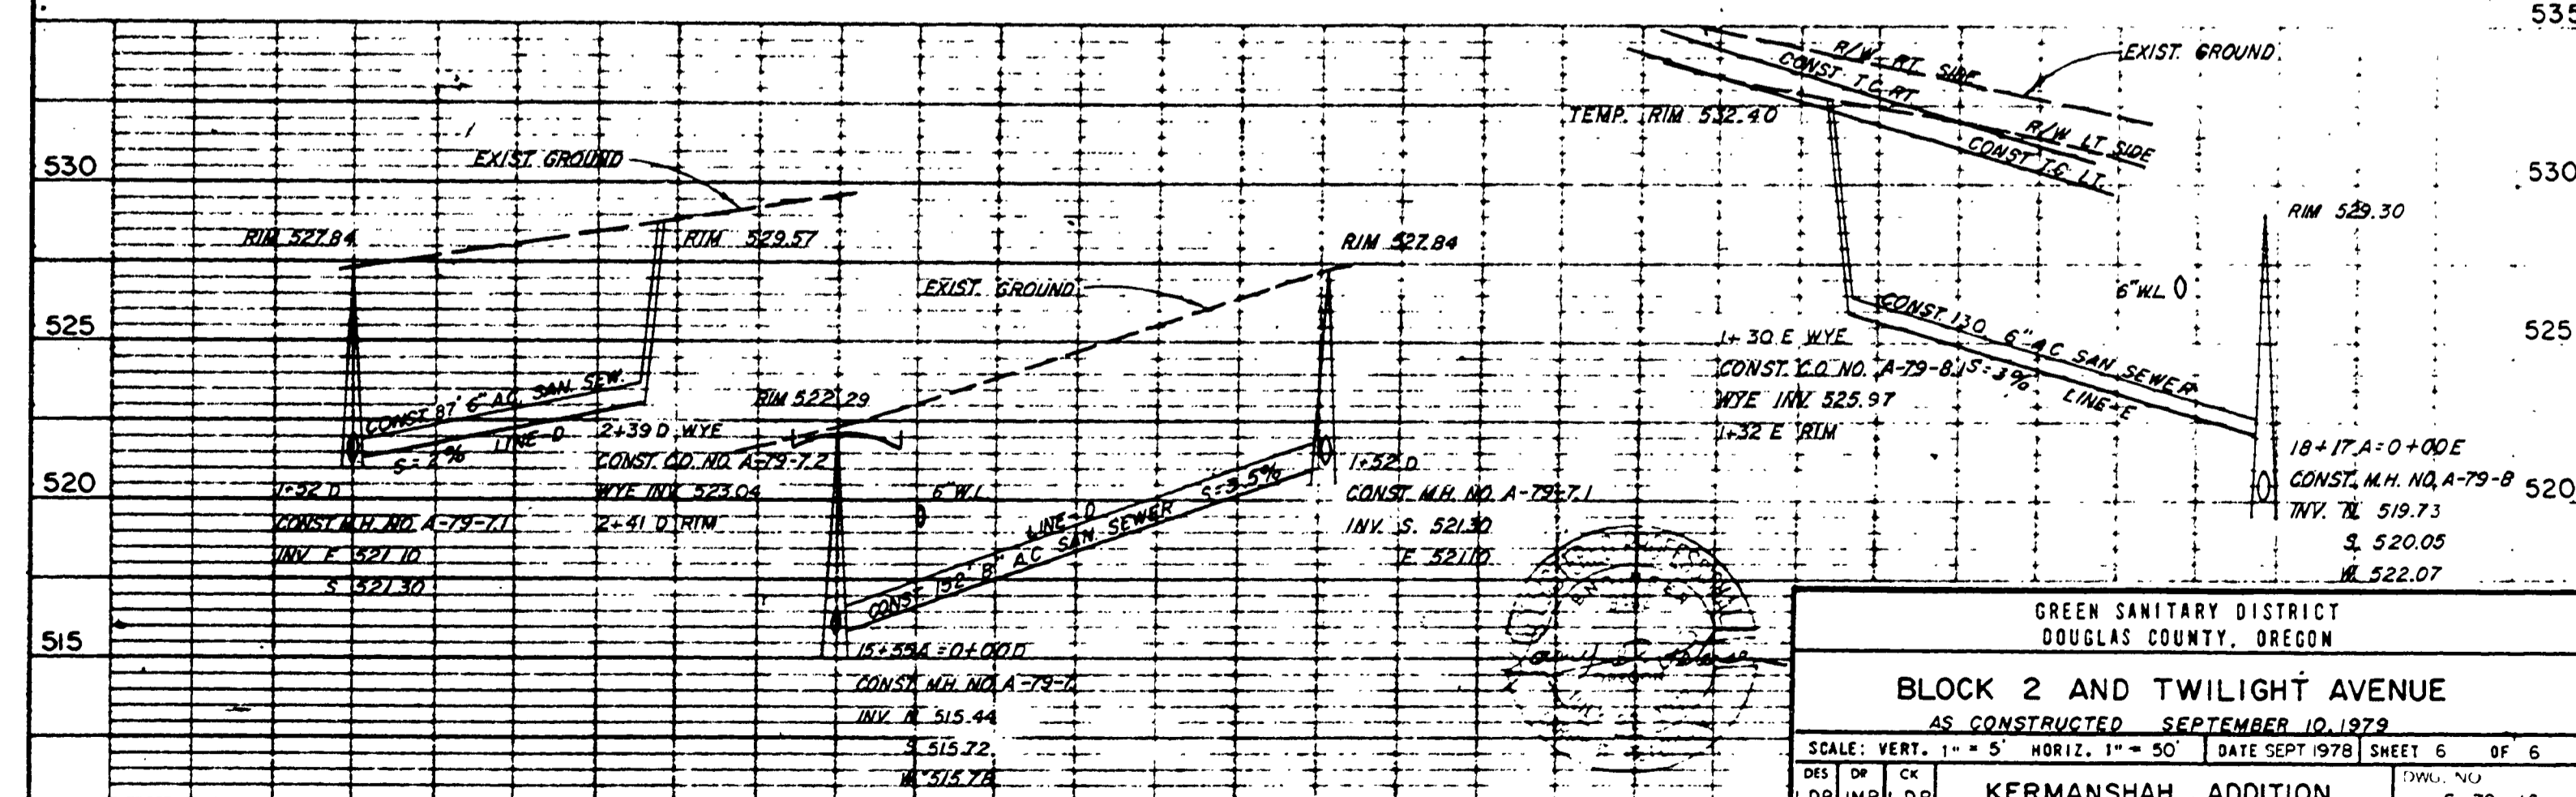 535
530
525
520
515
EXIST GROUND
RIM 527.84
RIM 529.57
CONST 87' 6" A.C. SAN. SEW.
S = 2%
LINE-D
1+52 D
CONST M.H. NO. A-79-7.1
INV. E 521.10
S 521.30
2+39 D WYE
CONST. C.O. NO. A-79-7.2
WYE INV. 523.04
2+41 D RIM
RIM 522.29
EXIST. GROUND
6" W.L.
LINE-D
CONST. 152' 8" A.C. SAN. SEWER
S=3.5%
15+55A = 0+00D
CONST. M.H. NO. A-79-7
INV. N. 515.44
S 515.72
W 515.78
RIM 527.84
1+52 D
CONST. M.H. NO. A-79-7.1
INV. S. 521.30
E 521.10
TEMP. RIM 532.40
R/W RT. SIDE
CONST T.C. RT
EXIST. GROUND
R/W LT SIDE
CONST T.C. LT.
1+30 E WYE
CONST. C.O. NO. A-79-8.1
WYE INV. 525.97
1+32 E RIM
CONST. 130' 6" A.C. SAN SEWER
S=3%
LINE-E
6" W.L.
RIM 529.30
18+17 A = 0+00 E
CONST. M.H. NO. A-79-8
INV. N. 519.73
S. 520.05
W. 522.07
535
530
525
520
GREEN SANITARY DISTRICT
DOUGLAS COUNTY, OREGON
BLOCK 2 AND TWILIGHT AVENUE
AS CONSTRUCTED SEPTEMBER 10, 1979
SCALE: VERT. 1" = 5' HORIZ. 1" = 50' DATE SEPT 1978 SHEET 6 OF 6
DES DR CK
KERMANSHAH ADDITION
DWG. NO